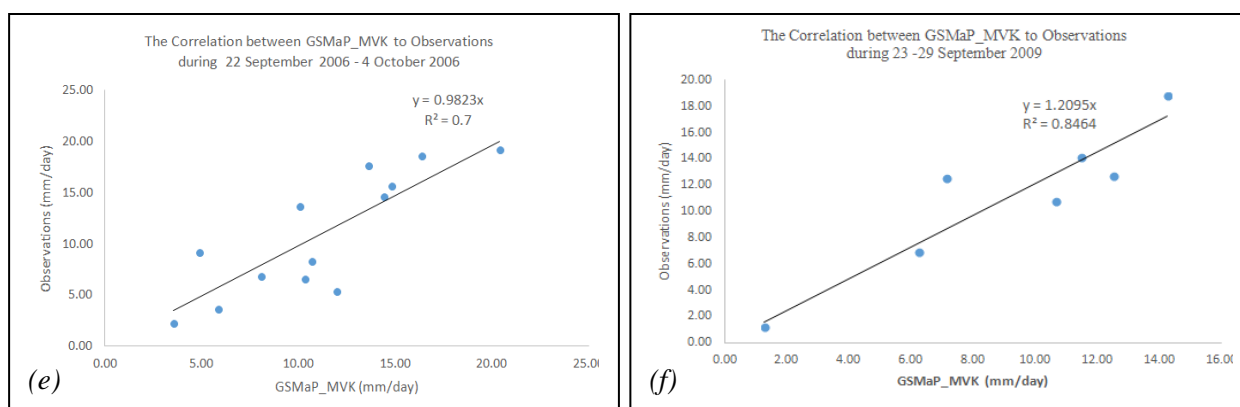 The Correlation between GSMaP_MVK to Observations
during 22 September 2006 - 4 October 2006
y = 0.9823x
R² = 0.7
Observations (mm/day)
25.00
20.00
15.00
10.00
5.00
0.00
0.00 5.00 10.00 15.00 20.00 25.00
GSMaP_MVK (mm/day)
(e)
The Correlation between GSMaP_MVK to Observations
during 23 -29 September 2009
y = 1.2095x
R² = 0.8464
Observations (mm/day)
20.00
18.00
16.00
14.00
12.00
10.00
8.00
6.00
4.00
2.00
0.00
0.00 2.00 4.00 6.00 8.00 10.00 12.00 14.00 16.00
GSMaP_MVK (mm/day)
(f)